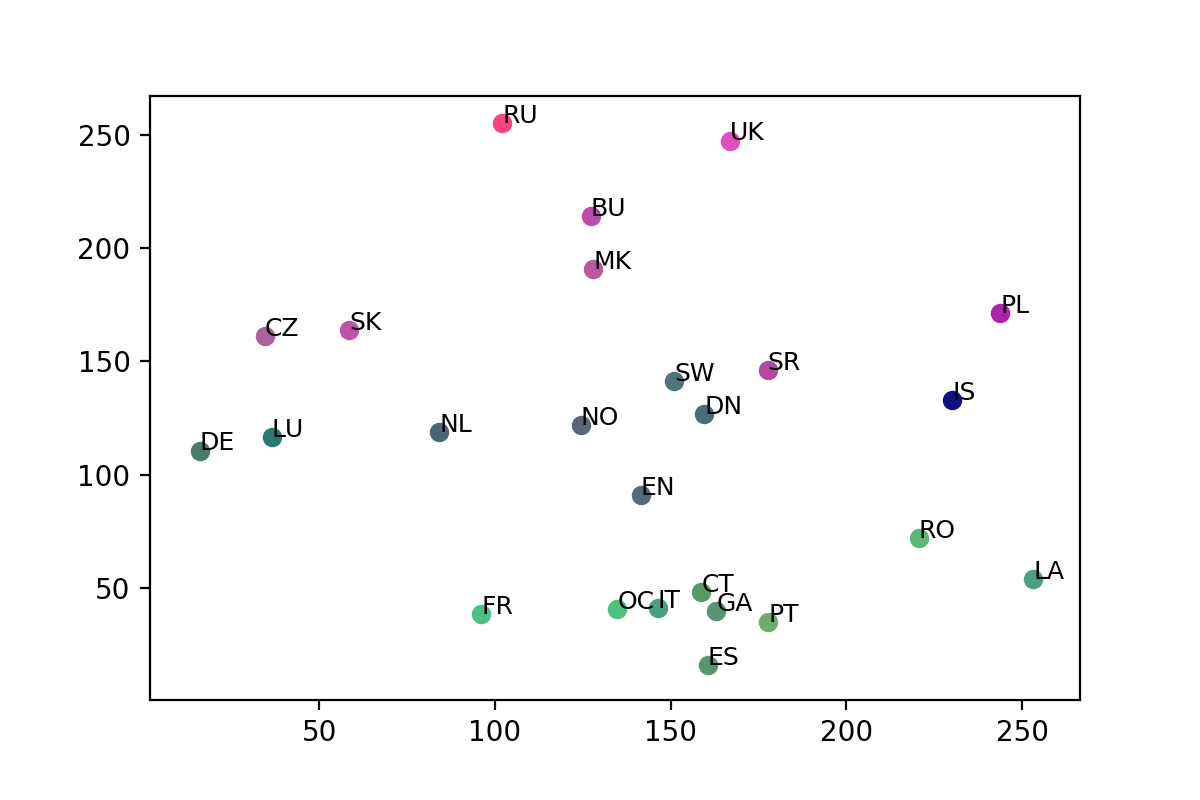 RU
250
UK
BU
200
MK
PL
CZ
SK
150
SW
SR
IS
DN
NO
NL
LU
DE
100
EN
RO
LA
50
CT
OC
IT
GA
FR
PT
ES
50 100 150 200 250